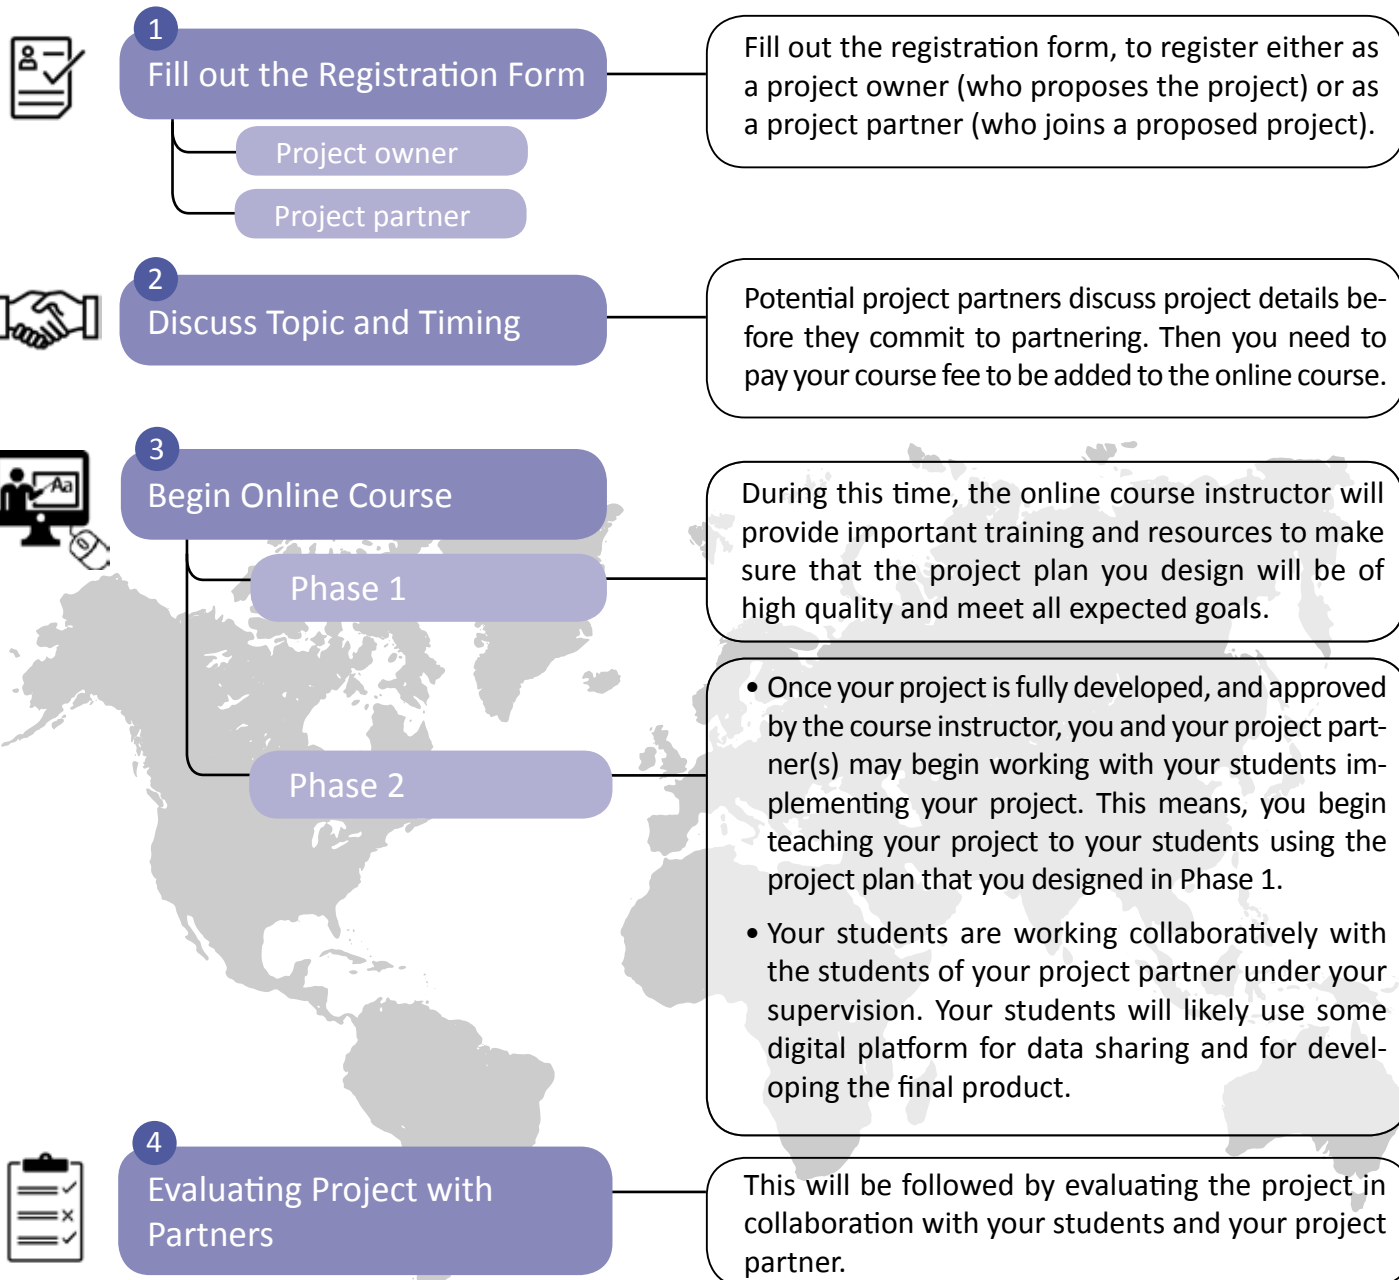 1
Fill out the Registration Form
Project owner
Project partner
Fill out the registration form, to register either as
a project owner (who proposes the project) or as
a project partner (who joins a proposed project).
2
Discuss Topic and Timing
Potential project partners discuss project details be-
fore they commit to partnering. Then you need to
pay your course fee to be added to the online course.
Aa
3
Begin Online Course
Phase 1
During this time, the online course instructor will
provide important training and resources to make
sure that the project plan you design will be of
high quality and meet all expected goals.
Phase 2
• Once your project is fully developed, and approved
by the course instructor, you and your project part-
ner(s) may begin working with your students im-
plementing your project. This means, you begin
teaching your project to your students using the
project plan that you designed in Phase 1.
• Your students are working collaboratively with
the students of your project partner under your
supervision. Your students will likely use some
digital platform for data sharing and for devel-
oping the final product.
4
Evaluating Project with
Partners
This will be followed by evaluating the project in
collaboration with your students and your project
partner.